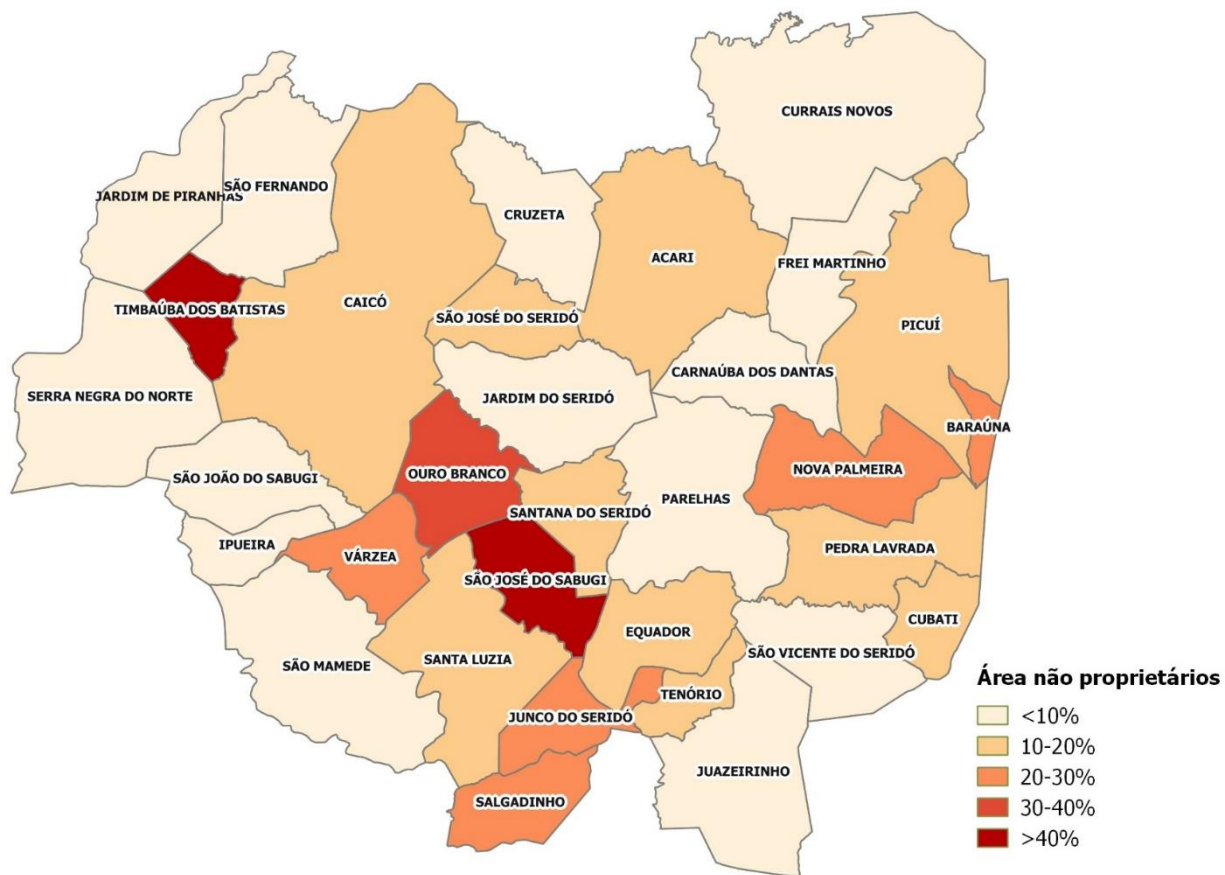 CURRAIS NOVOS
SÃO FERNANDO
JARDIM DE PIRANHAS
CRUZETA
ACARI
FREI MARTINHO
TIMBAÚBA DOS BATISTAS
CAICÓ
SÃO JOSÉ DO SERIDÓ
PICUÍ
CARNAÚBA DOS DANTAS
SERRA NEGRA DO NORTE
JARDIM DO SERIDÓ
BARAÚNA
OURO BRANCO
NOVA PALMEIRA
SÃO JOÃO DO SABUGI
PARELHAS
SANTANA DO SERIDÓ
IPUEIRA
VÁRZEA
PEDRA LAVRADA
SÃO JOSÉ DO SABUGI
CUBATI
EQUADOR
SÃO VICENTE DO SERIDÓ
SANTA LUZIA
SÃO MAMEDE
TENÓRIO
JUNCO DO SERIDÓ
JUAZEIRINHO
SALGADINHO
Área não proprietários
<10%
10-20%
20-30%
30-40%
>40%